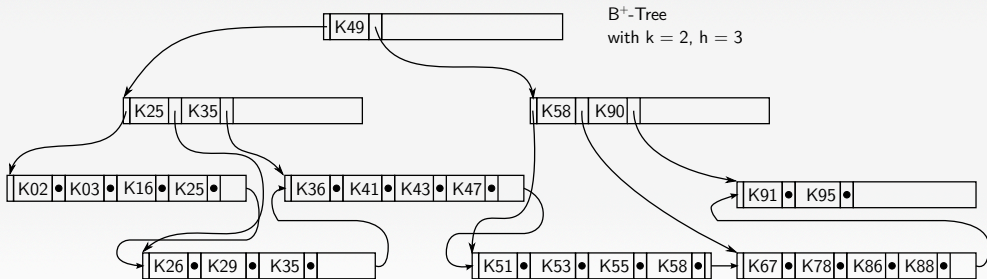 K49
B+-Tree
with k = 2, h = 3
K25 K35
K58 K90
K02 K03 K16 K25
K36 K41 K43 K47
K91 K95
K26 K29 K35
K51 K53 K55 K58
K67 K78 K86 K88